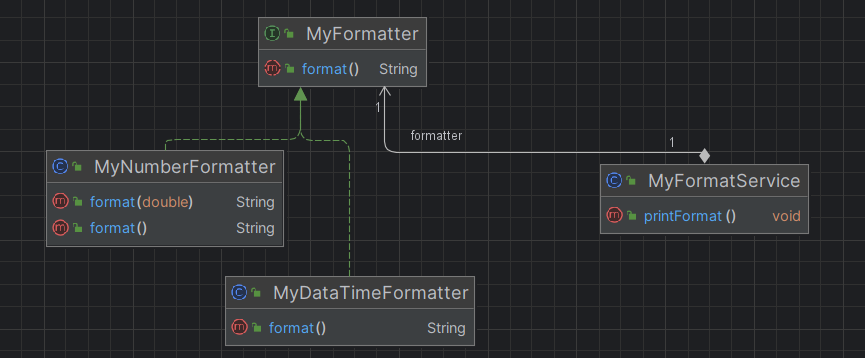 I MyFormatter
m format() String
1
formatter
1
C MyNumberFormatter
m format(double) String
m format() String
C MyFormatService
m printFormat() void
C MyDataTimeFormatter
m format() String